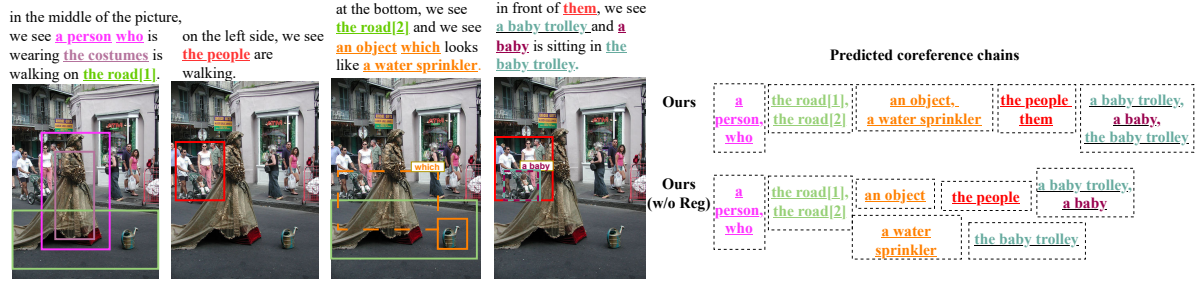 in the middle of the picture,
we see a person who is
wearing the costumes is
walking on the road[1].
on the left side, we see
the people are
walking.
at the bottom, we see
the road[2] and we see
an object which looks
like a water sprinkler.
in front of them, we see
a baby trolley and a
baby is sitting in the
baby trolley.
which
a baby
Predicted coreference chains
Ours
a
person,
who
the road[1],
the road[2]
an object,
a water sprinkler
the people
them
a baby trolley,
a baby,
the baby trolley
Ours
(w/o Reg)
a
person,
who
the road[1],
the road[2]
an object
the people
a baby trolley,
a baby
a water
sprinkler
the baby trolley